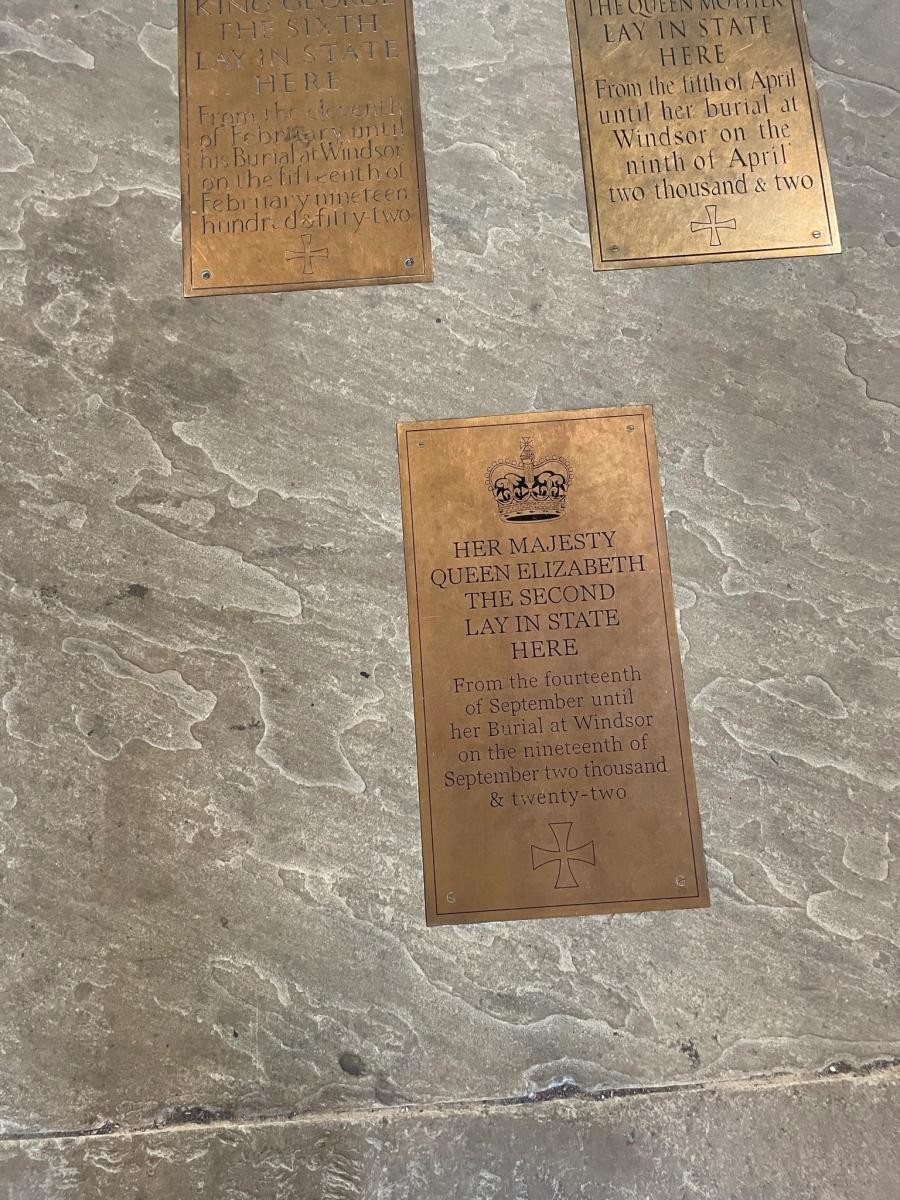 KING GEORGE
THE SIXTH
LAY IN STATE
HERE
From the eleventh
of February until
his Burial at Windsor
on the fifteenth of
February nineteen
hundred & fifty-two
THE QUEEN MOTHER
LAY IN STATE
HERE
From the fifth of April
until her burial at
Windsor on the
ninth of April
two thousand & two
HER MAJESTY
QUEEN ELIZABETH
THE SECOND
LAY IN STATE
HERE
From the fourteenth
of September until
her Burial at Windsor
on the nineteenth of
September two thousand
& twenty-two